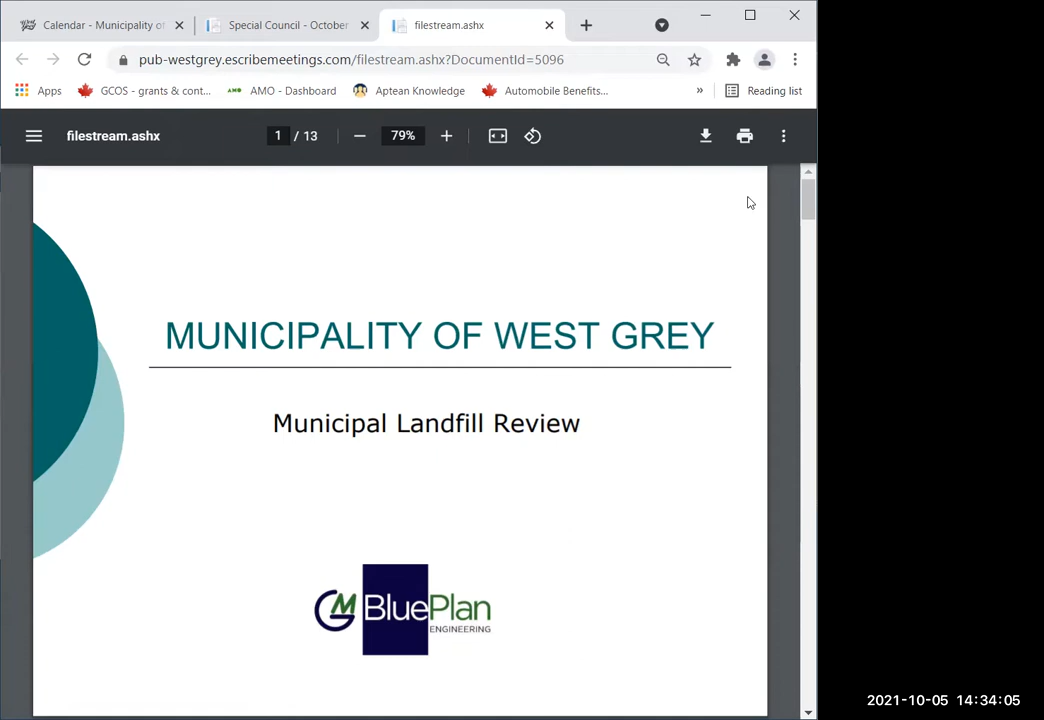 Calendar - Municipality of
Special Council - October
filestream.ashx
pub-westgrey.escribemeetings.com/filestream.ashx?DocumentId=5096
Apps
GCOS - grants & cont...
AMO - Dashboard
Aptean Knowledge
Automobile Benefits...
»
Reading list
filestream.ashx
1 / 13
79%
MUNICIPALITY OF WEST GREY
Municipal Landfill Review
GM BluePlan
ENGINEERING
2021-10-05 14:34:05